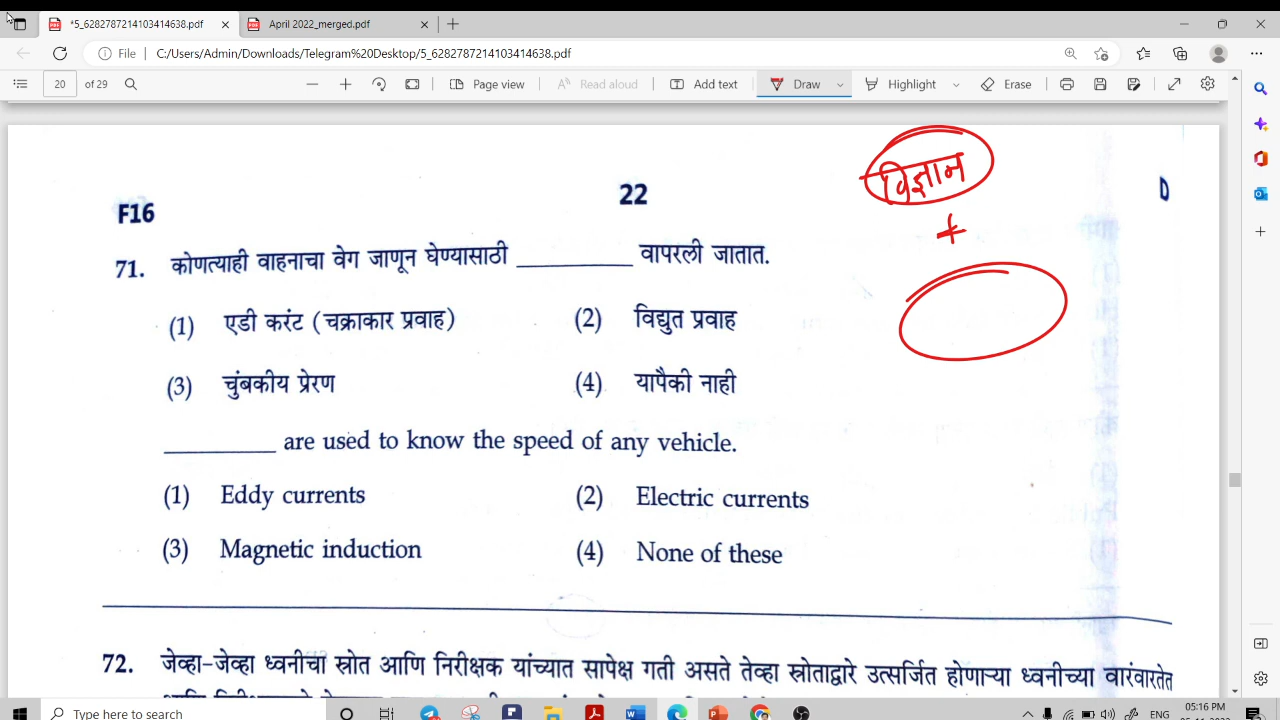 *5_6282787214103414638.pdf
April 2022_merged.pdf
File C:/Users/Admin/Downloads/Telegram%20Desktop/5_6282787214103414638.pdf
20 of 29 Page view Read aloud Add text Draw Highlight Erase
विज्ञान
+
F16 22 D
71. कोणत्याही वाहनाचा वेग जाणून घेण्यासाठी __________ वापरली जातात.
(1) एडी करंट (चक्राकार प्रवाह) (2) विद्युत प्रवाह
(3) चुंबकीय प्रेरण (4) यापैकी नाही
__________ are used to know the speed of any vehicle.
(1) Eddy currents (2) Electric currents
(3) Magnetic induction (4) None of these
72. जेव्हा-जेव्हा ध्वनीचा स्रोत आणि निरीक्षक यांच्यात सापेक्ष गती असते तेव्हा स्रोताद्वारे उत्सर्जित होणाऱ्या ध्वनीच्या वारंवारतेत
Type here to search ENG 05:16 PM